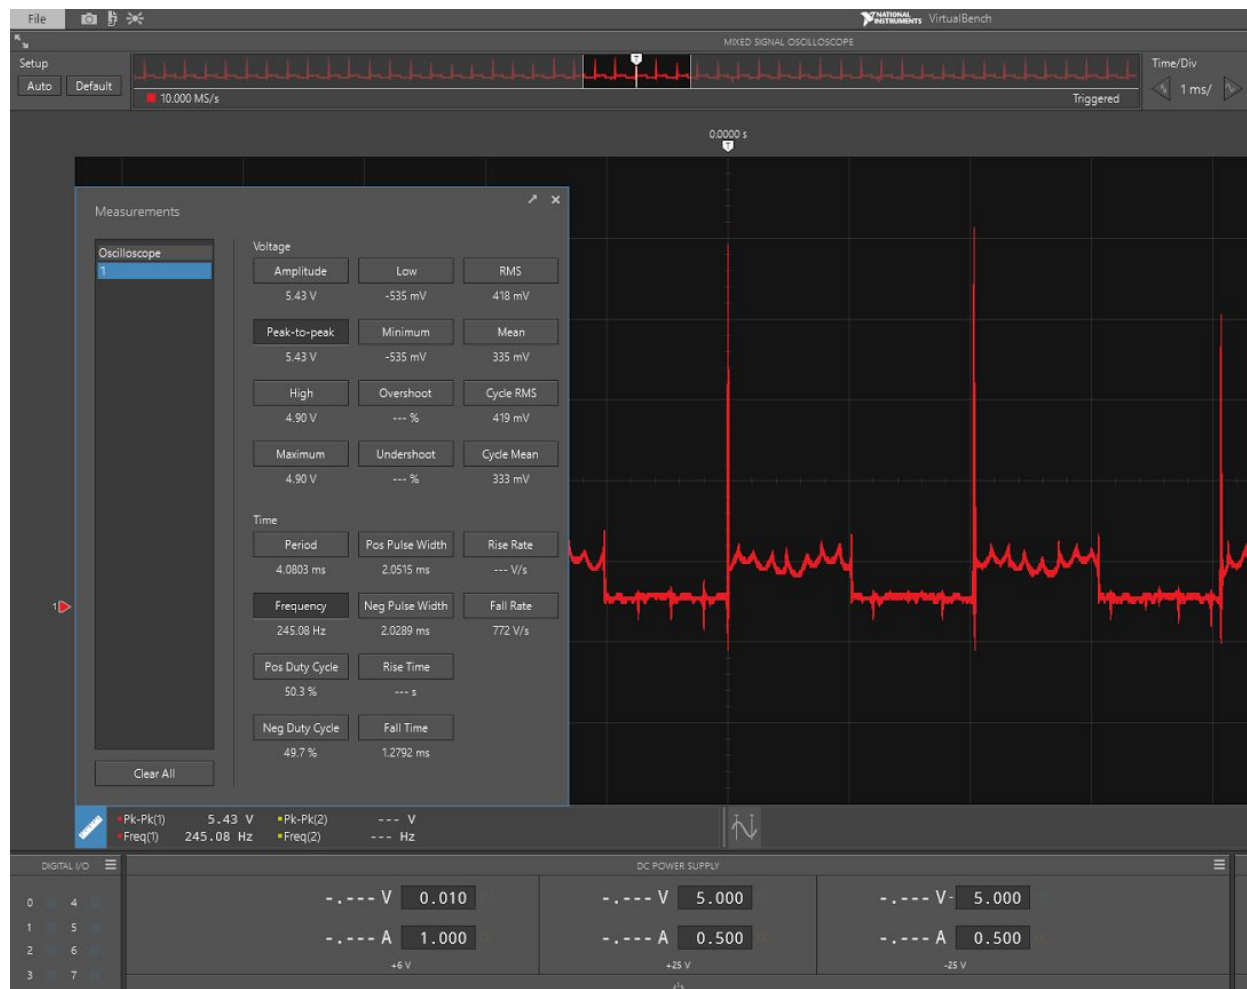 File
NATIONAL INSTRUMENTS VirtualBench
MIXED SIGNAL OSCILLOSCOPE
Setup
Auto Default
10.000 MS/s
Triggered
Time/Div
1 ms/
T
0.0000 s
T
Measurements
Oscilloscope
1
Voltage
Amplitude Low RMS
5.43 V -535 mV 418 mV
Peak-to-peak Minimum Mean
5.43 V -535 mV 335 mV
High Overshoot Cycle RMS
4.90 V --- % 419 mV
Maximum Undershoot Cycle Mean
4.90 V --- % 333 mV
Time
Period Pos Pulse Width Rise Rate
4.0803 ms 2.0515 ms --- V/s
Frequency Neg Pulse Width Fall Rate
245.08 Hz 2.0289 ms 772 V/s
Pos Duty Cycle Rise Time
50.3 % --- s
Neg Duty Cycle Fall Time
49.7 % 1.2792 ms
Clear All
1
Pk-Pk(1) 5.43 V Pk-Pk(2) --- V
Freq(1) 245.08 Hz Freq(2) --- Hz
DIGITAL I/O
0 4
1 5
2 6
3 7
DC POWER SUPPLY
-.--- V 0.010 -.--- V 5.000 -.--- V- 5.000
-.--- A 1.000 -.--- A 0.500 -.--- A 0.500
+6 V +25 V -25 V